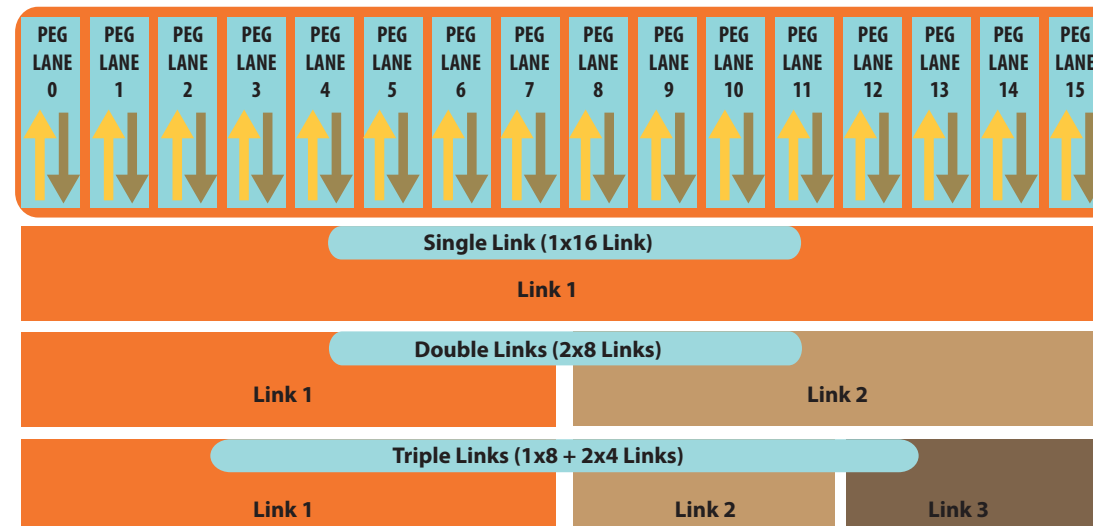 PEG LANE 0
PEG LANE 1
PEG LANE 2
PEG LANE 3
PEG LANE 4
PEG LANE 5
PEG LANE 6
PEG LANE 7
PEG LANE 8
PEG LANE 9
PEG LANE 10
PEG LANE 11
PEG LANE 12
PEG LANE 13
PEG LANE 14
PEG LANE 15
Single Link (1x16 Link)
Link 1
Double Links (2x8 Links)
Link 1 Link 2
Triple Links (1x8 + 2x4 Links)
Link 1 Link 2 Link 3